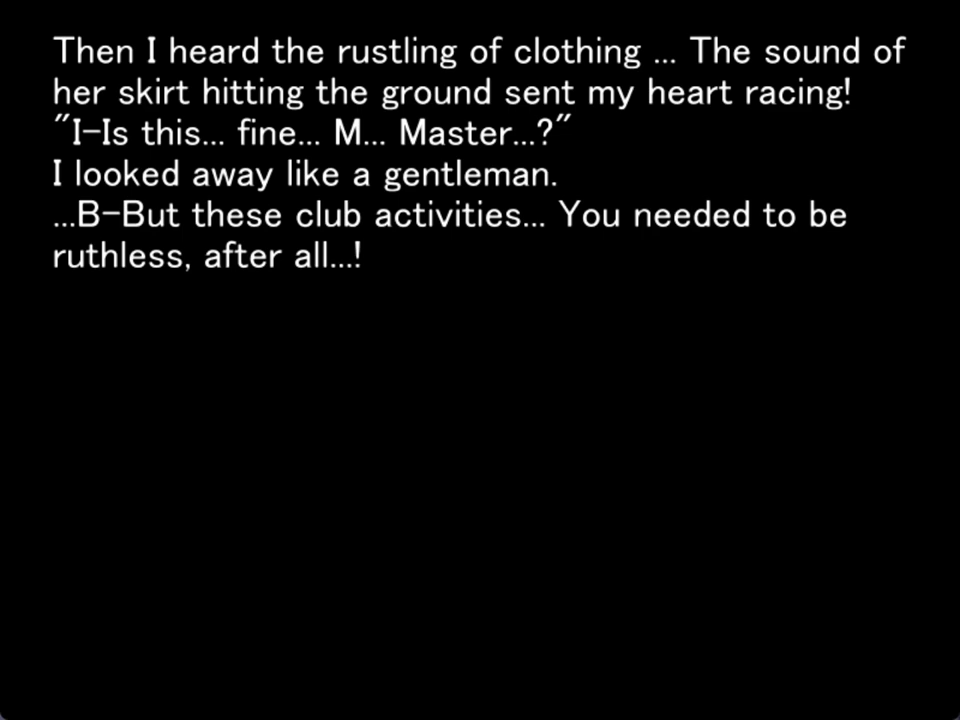 Then I heard the rustling of clothing ... The sound of
her skirt hitting the ground sent my heart racing!
"I-Is this... fine... M... Master...?"
I looked away like a gentleman.
...B-But these club activities... You needed to be
ruthless, after all...!